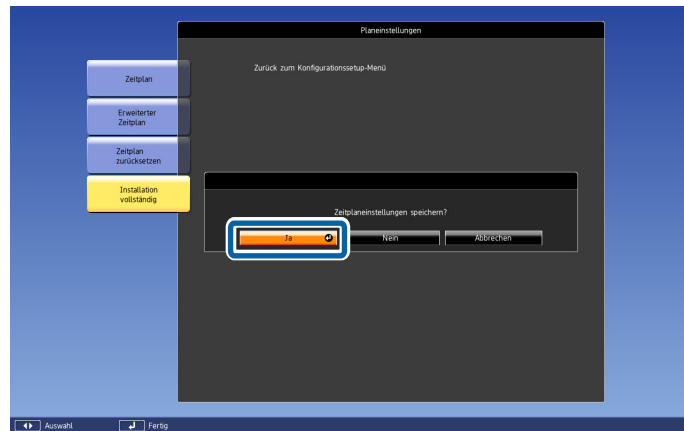 Planeinstellungen
Zurück zum Konfigurationssetup-Menü
Zeitplan
Erweiterter
Zeitplan
Zeitplan
zurücksetzen
Installation
vollständig
Zeitplaneinstellungen speichern?
Ja
Nein
Abbrechen
Auswahl
Fertig